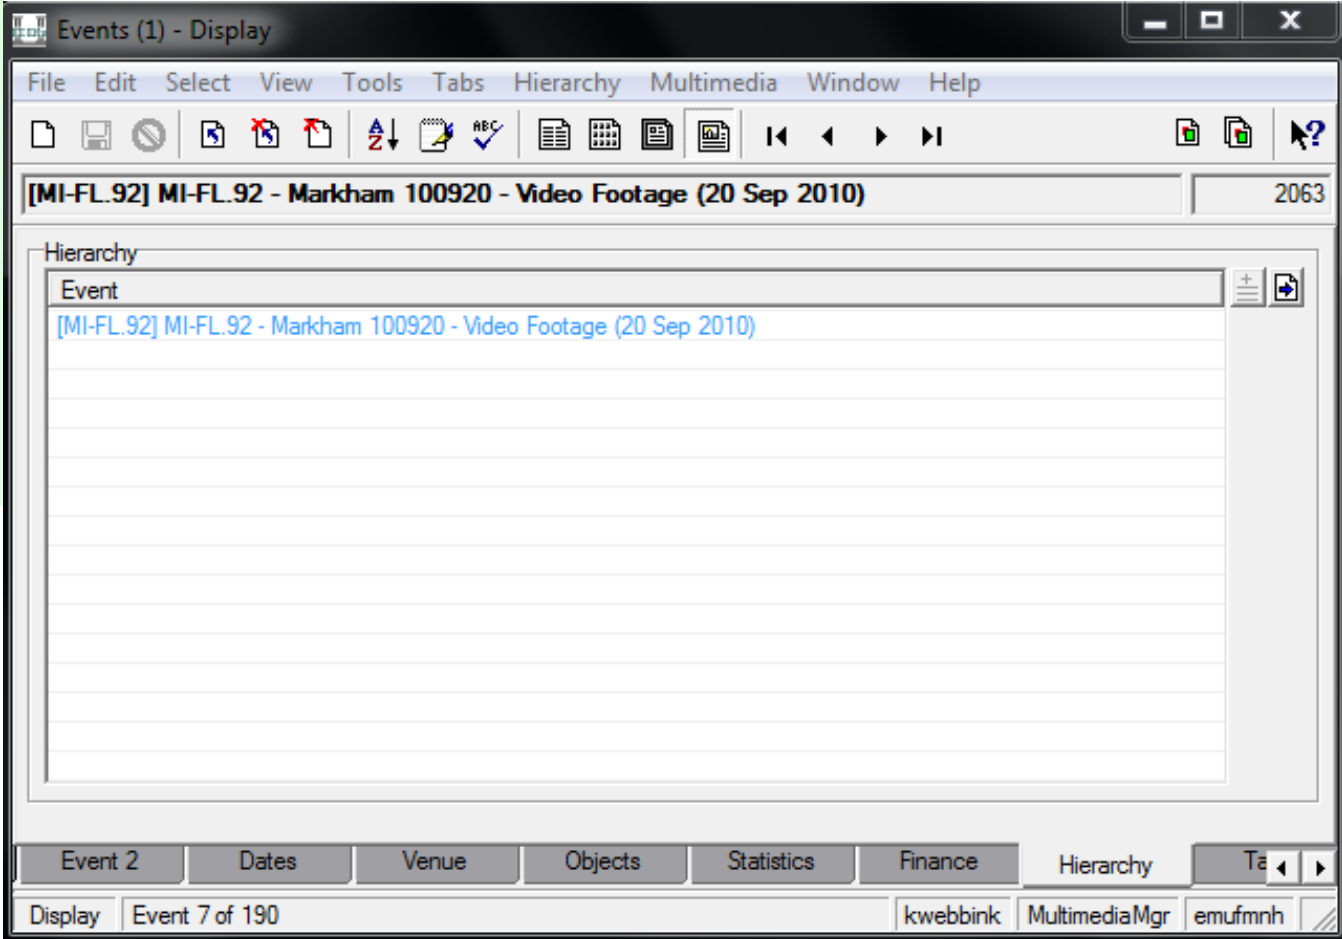 Events (1) - Display
File Edit Select View Tools Tabs Hierarchy Multimedia Window Help
[MI-FL.92] MI-FL.92 - Markham 100920 - Video Footage (20 Sep 2010) 2063
Hierarchy
Event
[MI-FL.92] MI-FL.92 - Markham 100920 - Video Footage (20 Sep 2010)
Event 2 Dates Venue Objects Statistics Finance Hierarchy Ta
Display Event 7 of 190 kwebbink MultimediaMgr emufmnh